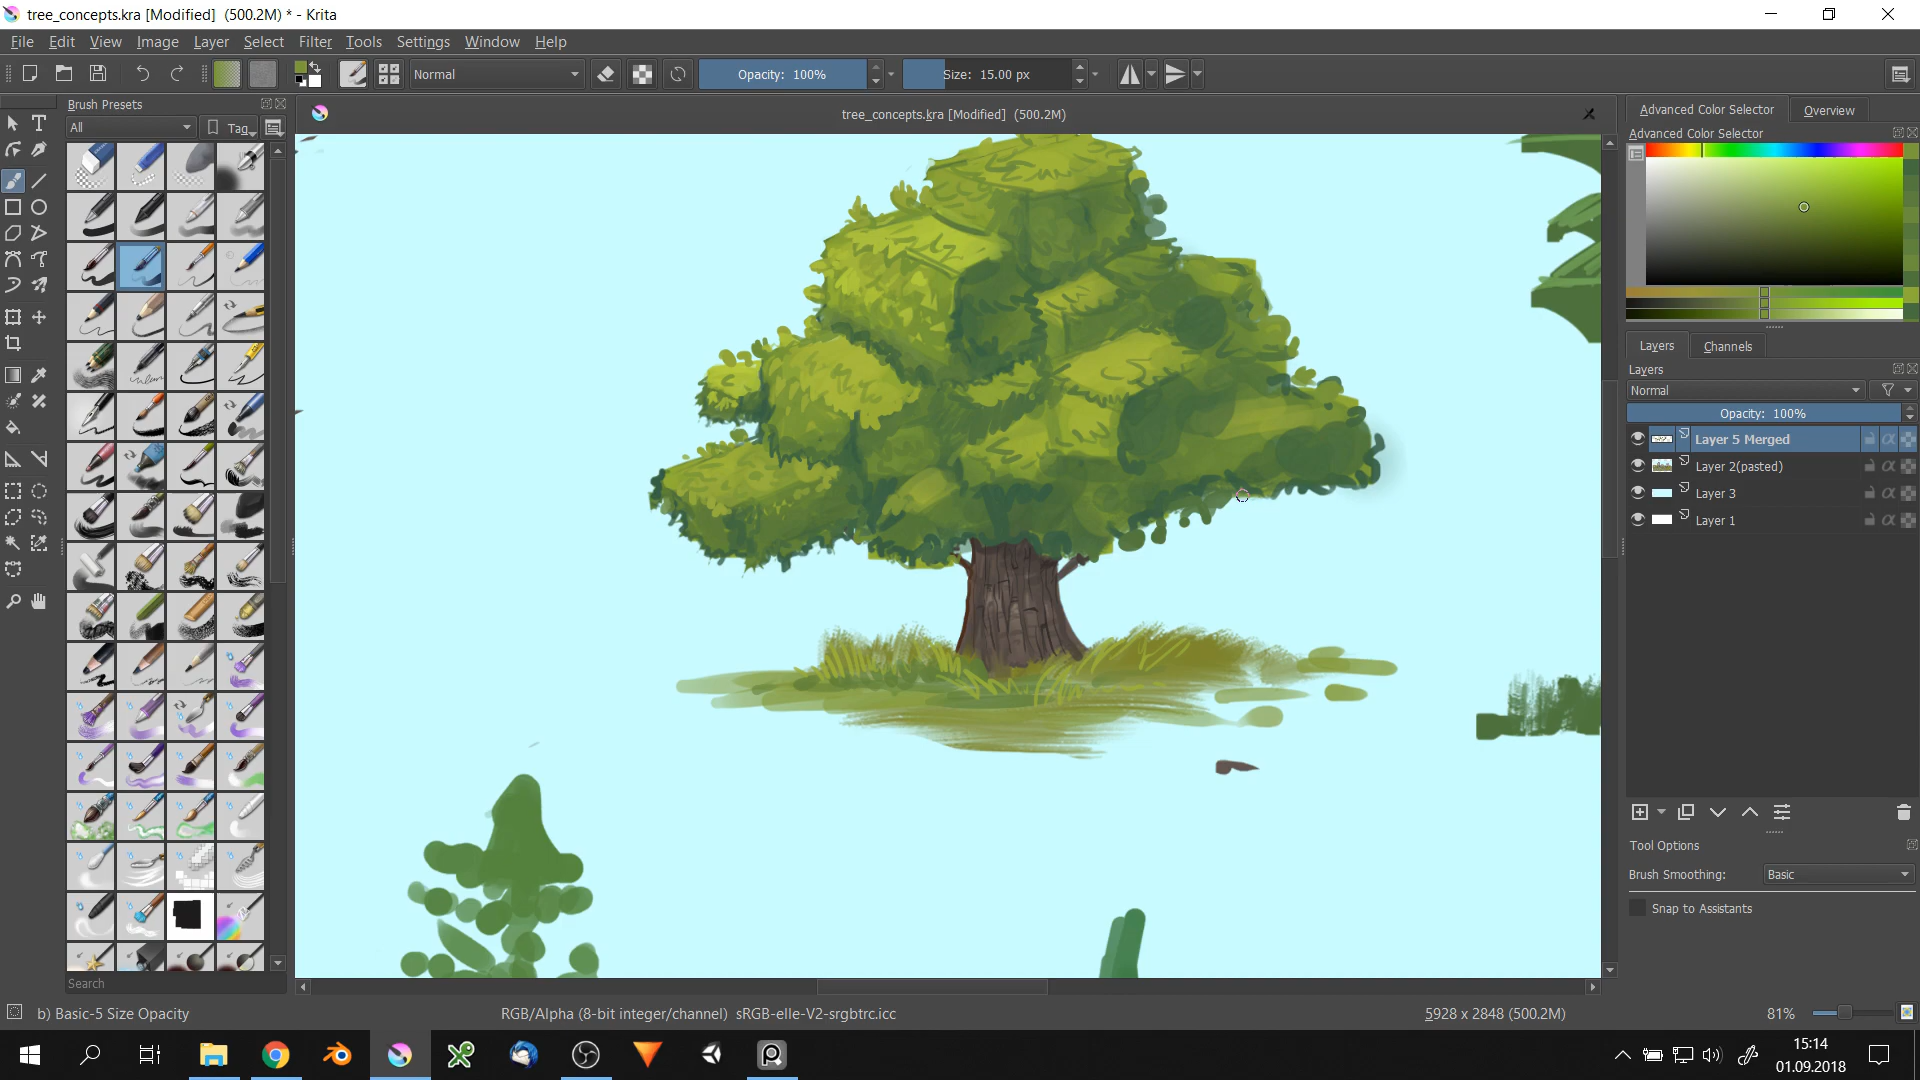 tree_concepts.kra [Modified]  (500.2M) * - Krita
File Edit View Image Layer Select Filter Tools Settings Window Help
Normal Opacity: 100% Size: 15.00 px
Brush Presets
All Tag
tree_concepts.kra [Modified]  (500.2M)
Advanced Color Selector Overview
Advanced Color Selector
Layers Channels
Layers
Normal
Opacity: 100%
Layer 5 Merged
Layer 2(pasted)
Layer 3
Layer 1
Tool Options
Brush Smoothing: Basic
Snap to Assistants
Search
b) Basic-5 Size Opacity RGB/Alpha (8-bit integer/channel)  sRGB-elle-V2-srgbtrc.icc 5928 x 2848 (500.2M) 81%
15:14
01.09.2018